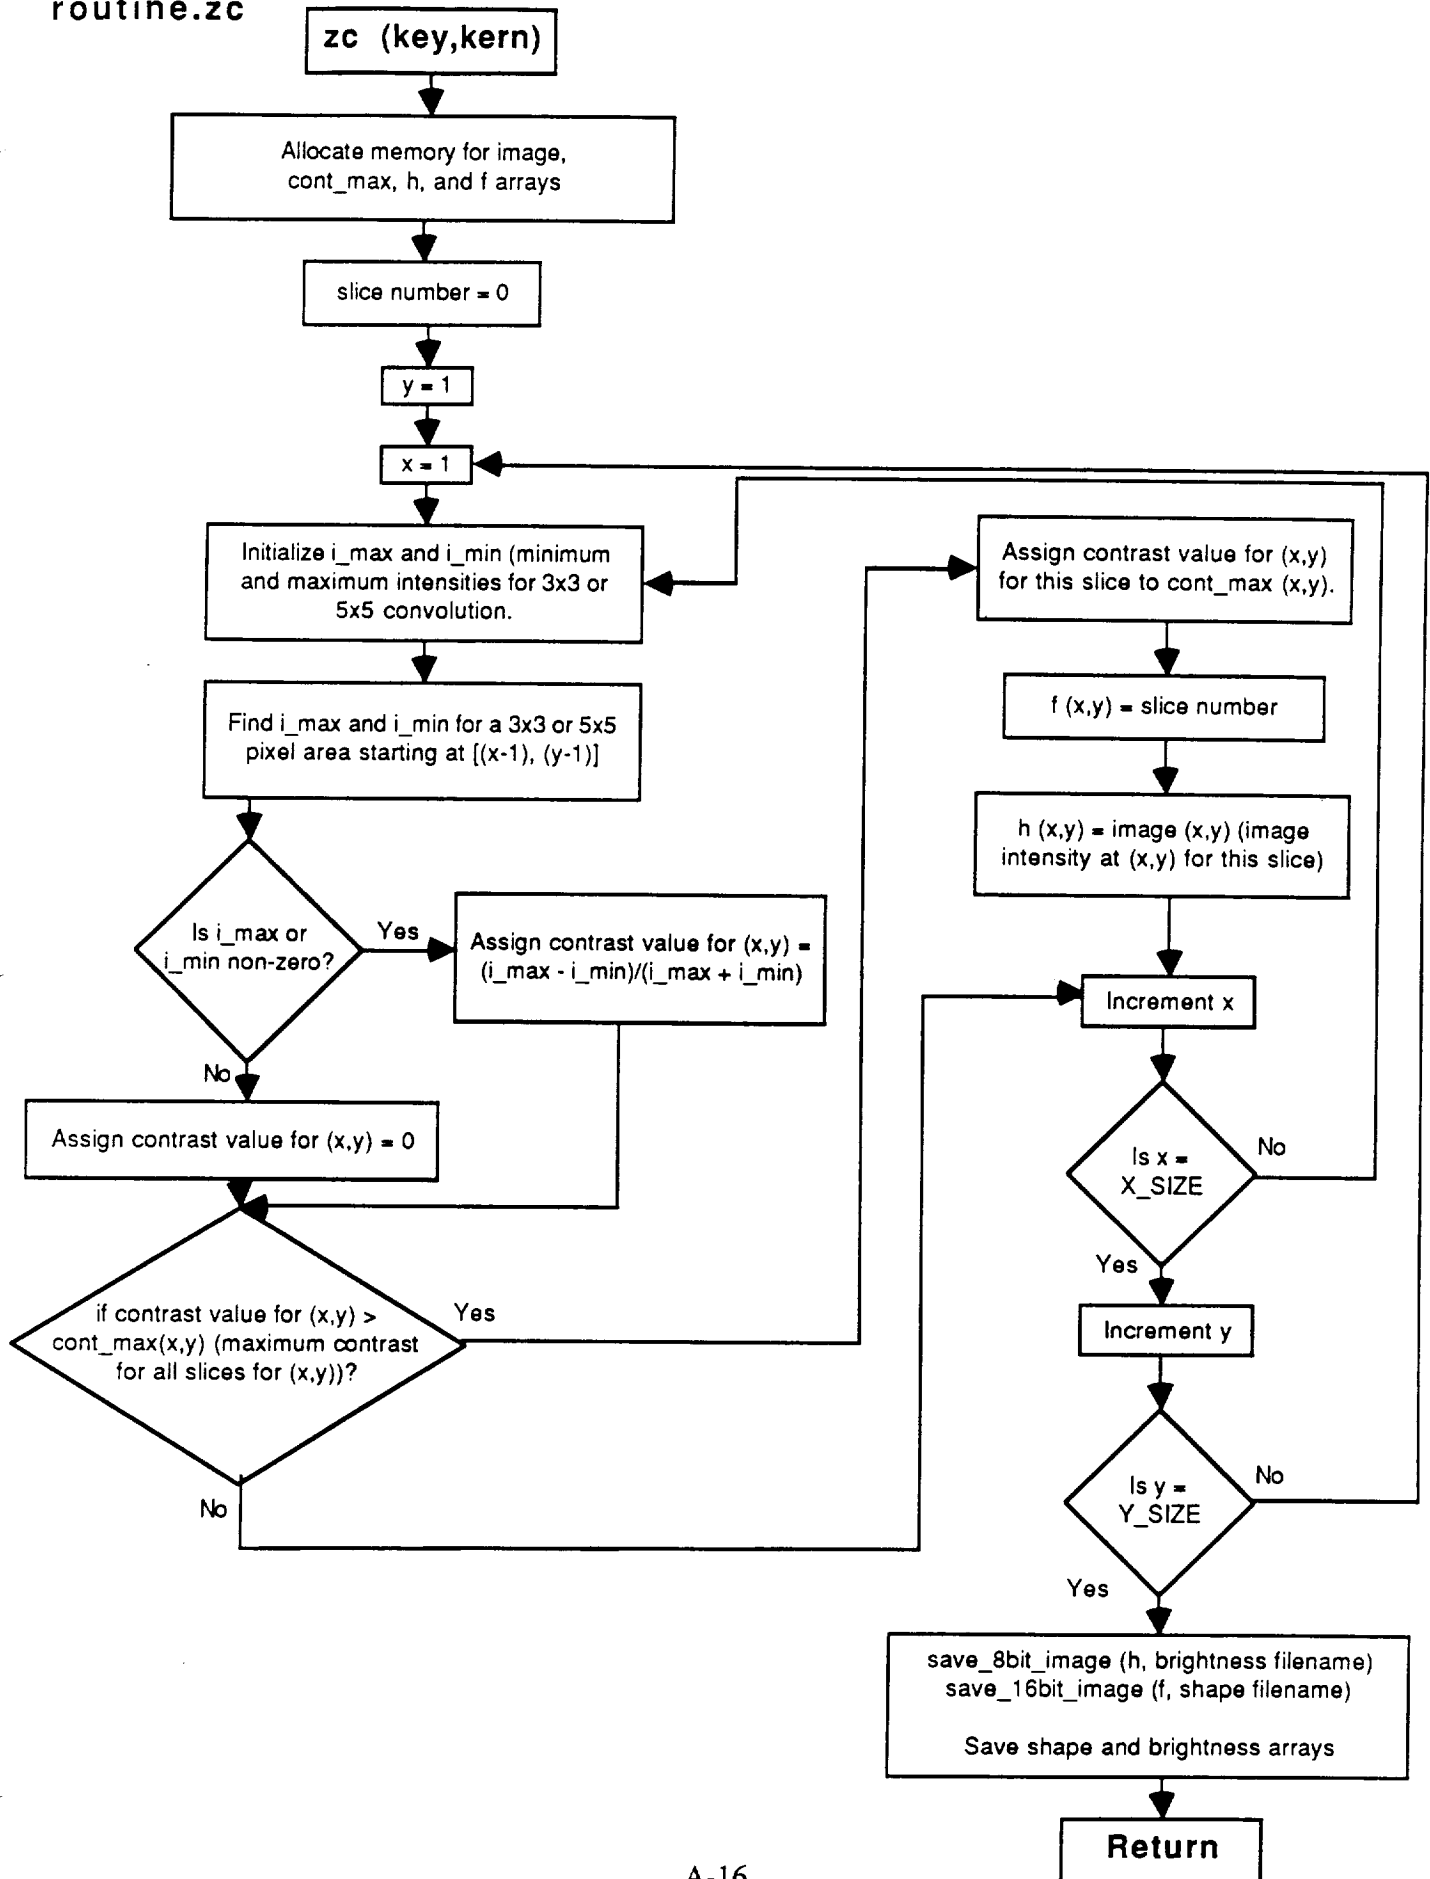 routine.zc
zc (key,kern)
Allocate memory for image,
cont_max, h, and f arrays
slice number = 0
y = 1
x = 1
Initialize i_max and i_min (minimum
and maximum intensities for 3x3 or
5x5 convolution.
Find i_max and i_min for a 3x3 or 5x5
pixel area starting at [(x-1), (y-1)]
Is i_max or
i_min non-zero?
Yes
Assign contrast value for (x,y) =
(i_max - i_min)/(i_max + i_min)
No
Assign contrast value for (x,y) = 0
if contrast value for (x,y) >
cont_max(x,y) (maximum contrast
for all slices for (x,y))?
Yes
No
Assign contrast value for (x,y)
for this slice to cont_max (x,y).
f (x,y) = slice number
h (x,y) = image (x,y) (image
intensity at (x,y) for this slice)
Increment x
Is x =
X_SIZE
No
Yes
Increment y
Is y =
Y_SIZE
No
Yes
save_8bit_image (h, brightness filename)
save_16bit_image (f, shape filename)
Save shape and brightness arrays
Return
A-16